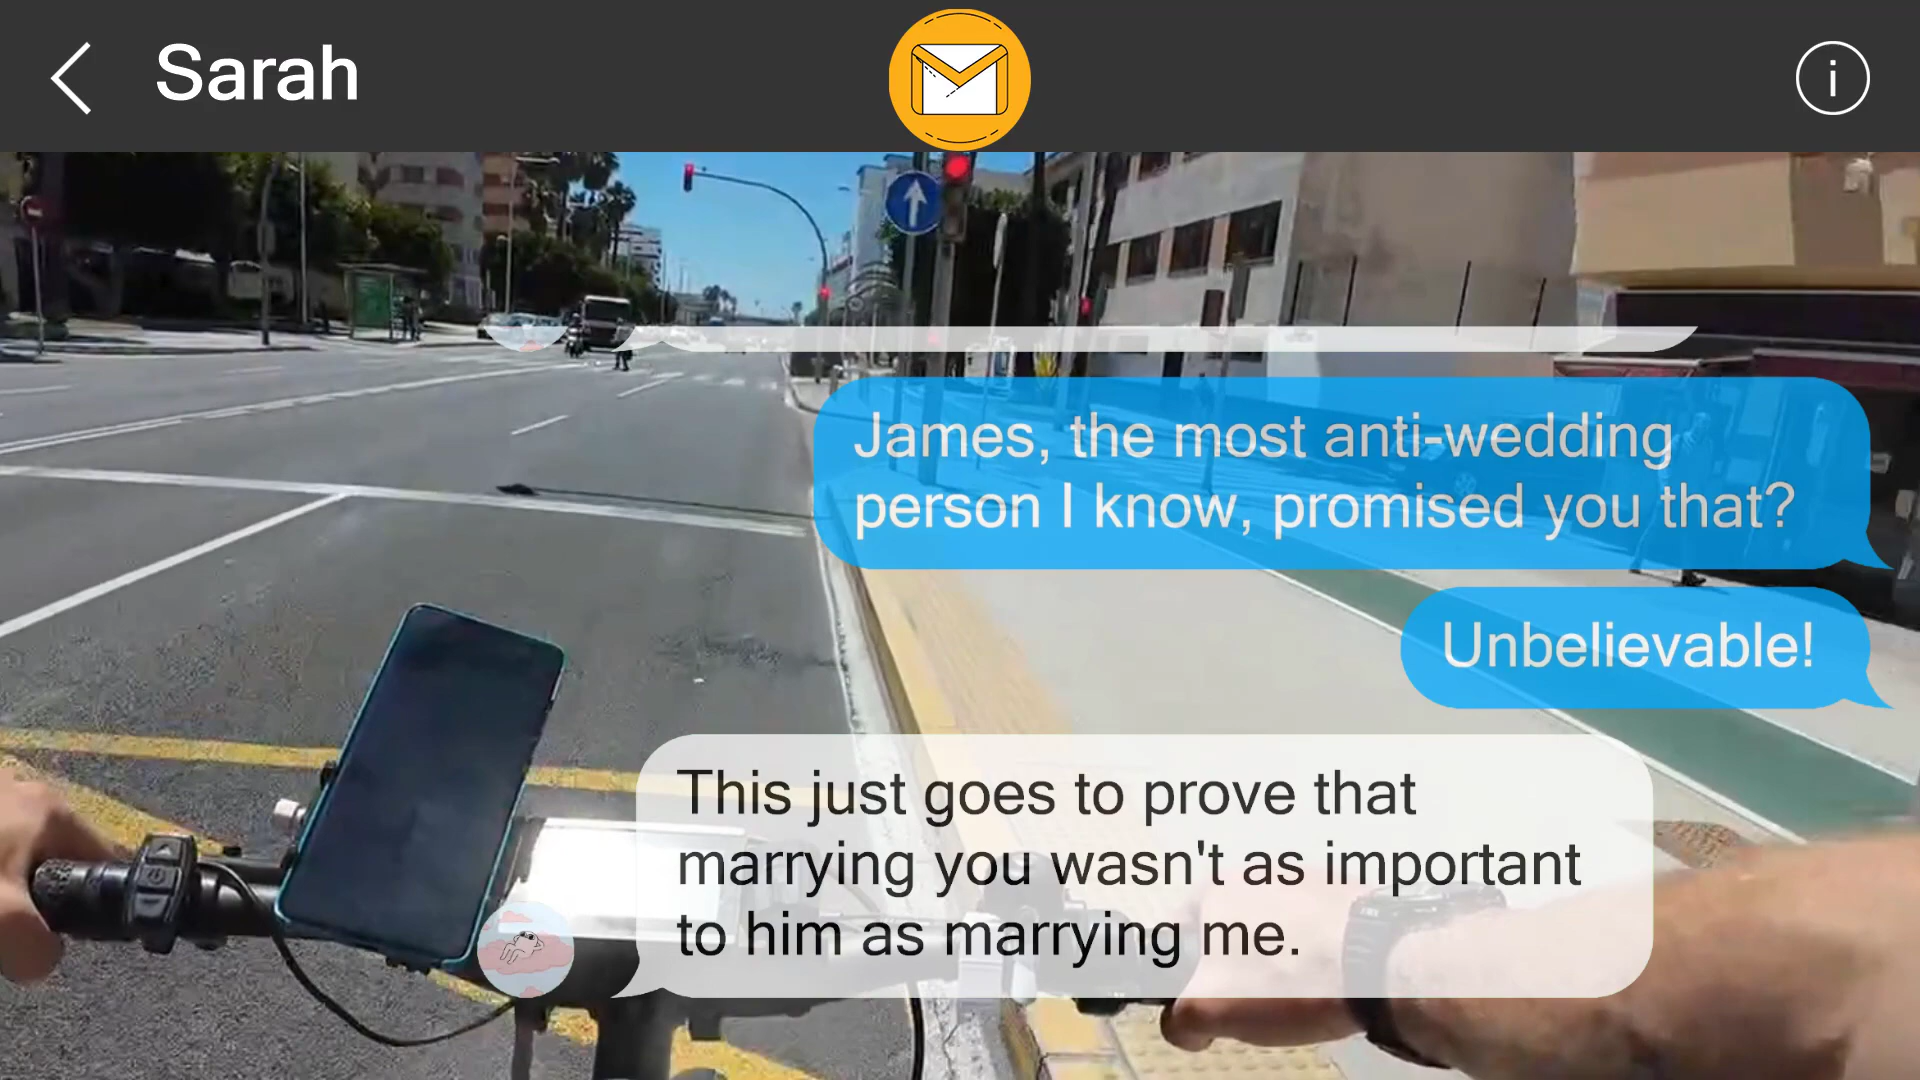 Sarah
James, the most anti-wedding
person I know, promised you that?
Unbelievable!
This just goes to prove that
marrying you wasn't as important
to him as marrying me.